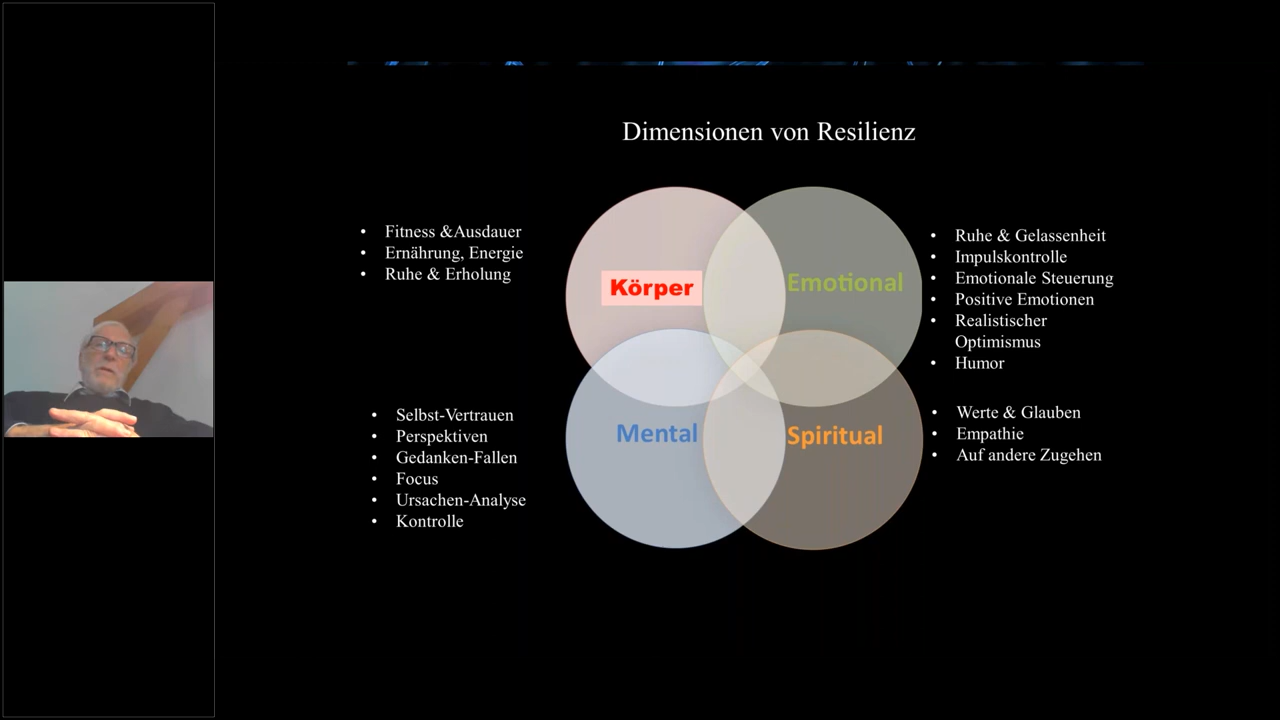 Dimensionen von Resilienz
• Fitness &Ausdauer
• Ernährung, Energie
• Ruhe & Erholung
Körper
Emotional
• Ruhe & Gelassenheit
• Impulskontrolle
• Emotionale Steuerung
• Positive Emotionen
• Realistischer
Optimismus
• Humor
• Selbst-Vertrauen
• Perspektiven
• Gedanken-Fallen
• Focus
• Ursachen-Analyse
• Kontrolle
Mental
Spiritual
• Werte & Glauben
• Empathie
• Auf andere Zugehen